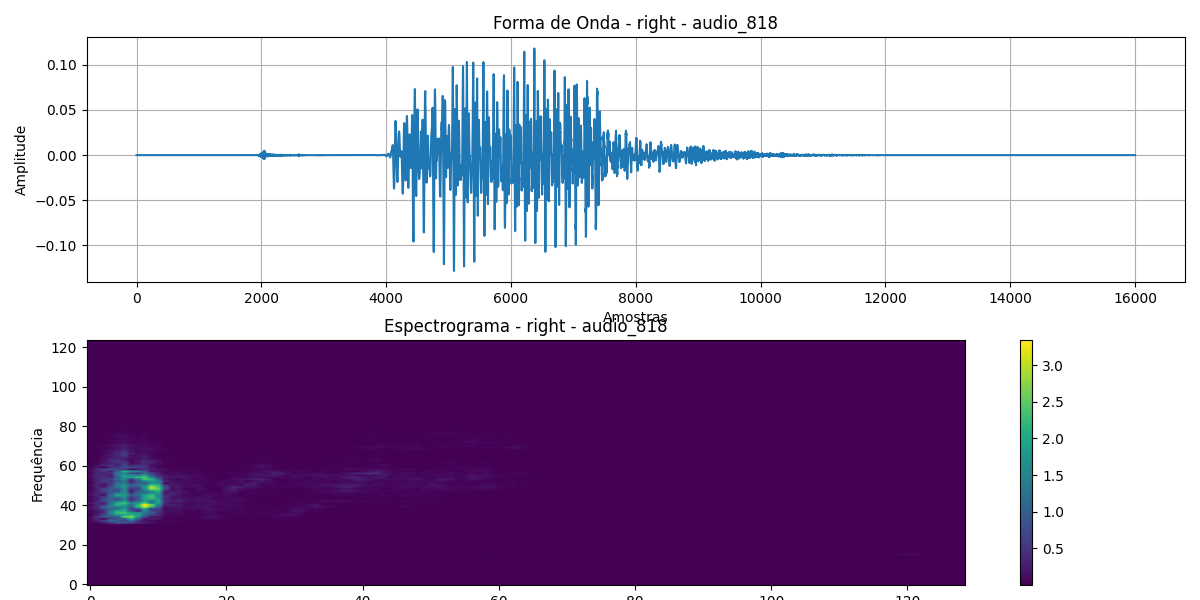 Forma de Onda - right - audio_818
Amplitude
0.10
0.05
0.00
−0.05
−0.10
0 2000 4000 6000 8000 10000 12000 14000 16000
Amostras
Espectrograma - right - audio_818
Frequência
120
100
80
60
40
20
0
0 20 40 60 80 100 120
3.0
2.5
2.0
1.5
1.0
0.5